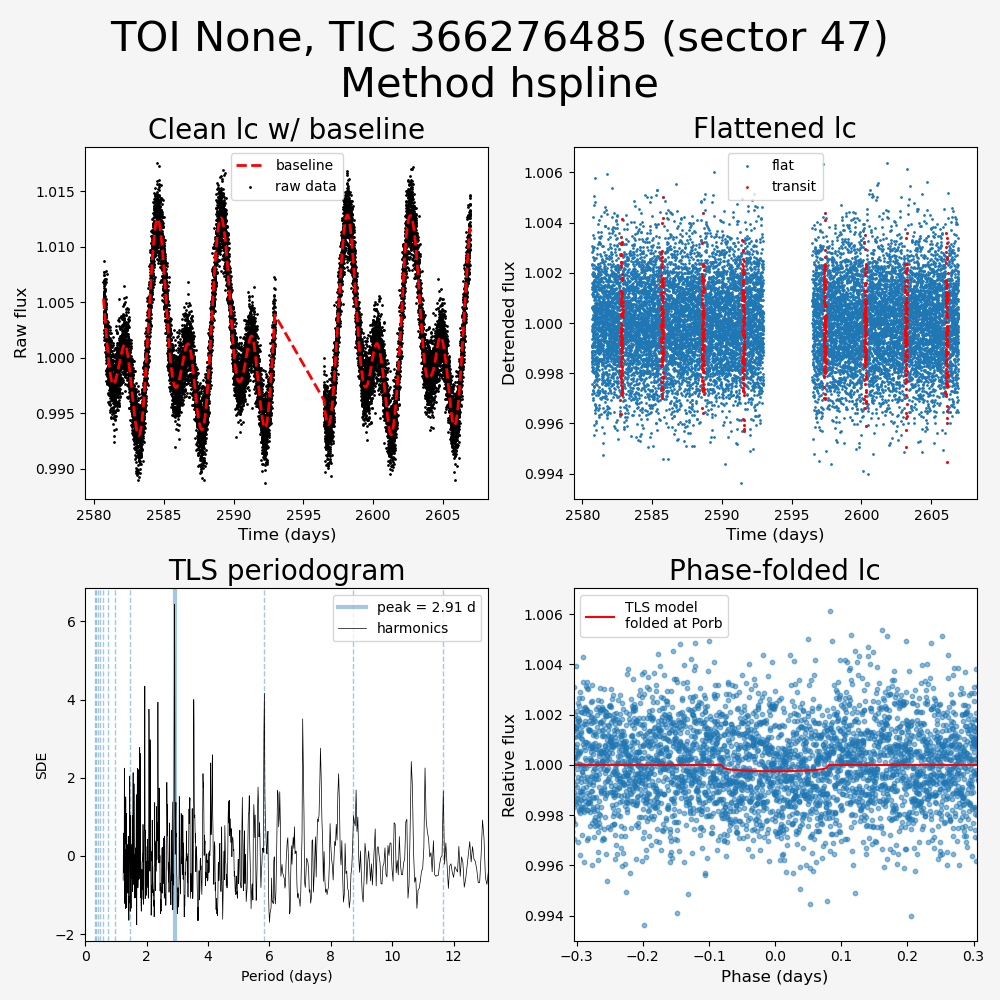 TOI None, TIC 366276485 (sector 47)
Method hspline
Clean lc w/ baseline
baseline
raw data
1.015
1.010
1.005
1.000
0.995
0.990
Raw flux
2580
2585
2590
2595
2600
2605
Time (days)
Flattened lc
flat
transit
1.006
1.004
1.002
1.000
0.998
0.996
0.994
Detrended flux
2580
2585
2590
2595
2600
2605
Time (days)
TLS periodogram
peak = 2.91 d
harmonics
6
4
2
0
−2
SDE
0
2
4
6
8
10
12
Period (days)
Phase-folded lc
TLS model
folded at Porb
1.006
1.004
1.002
1.000
0.998
0.996
0.994
Relative flux
−0.3
−0.2
−0.1
0.0
0.1
0.2
0.3
Phase (days)